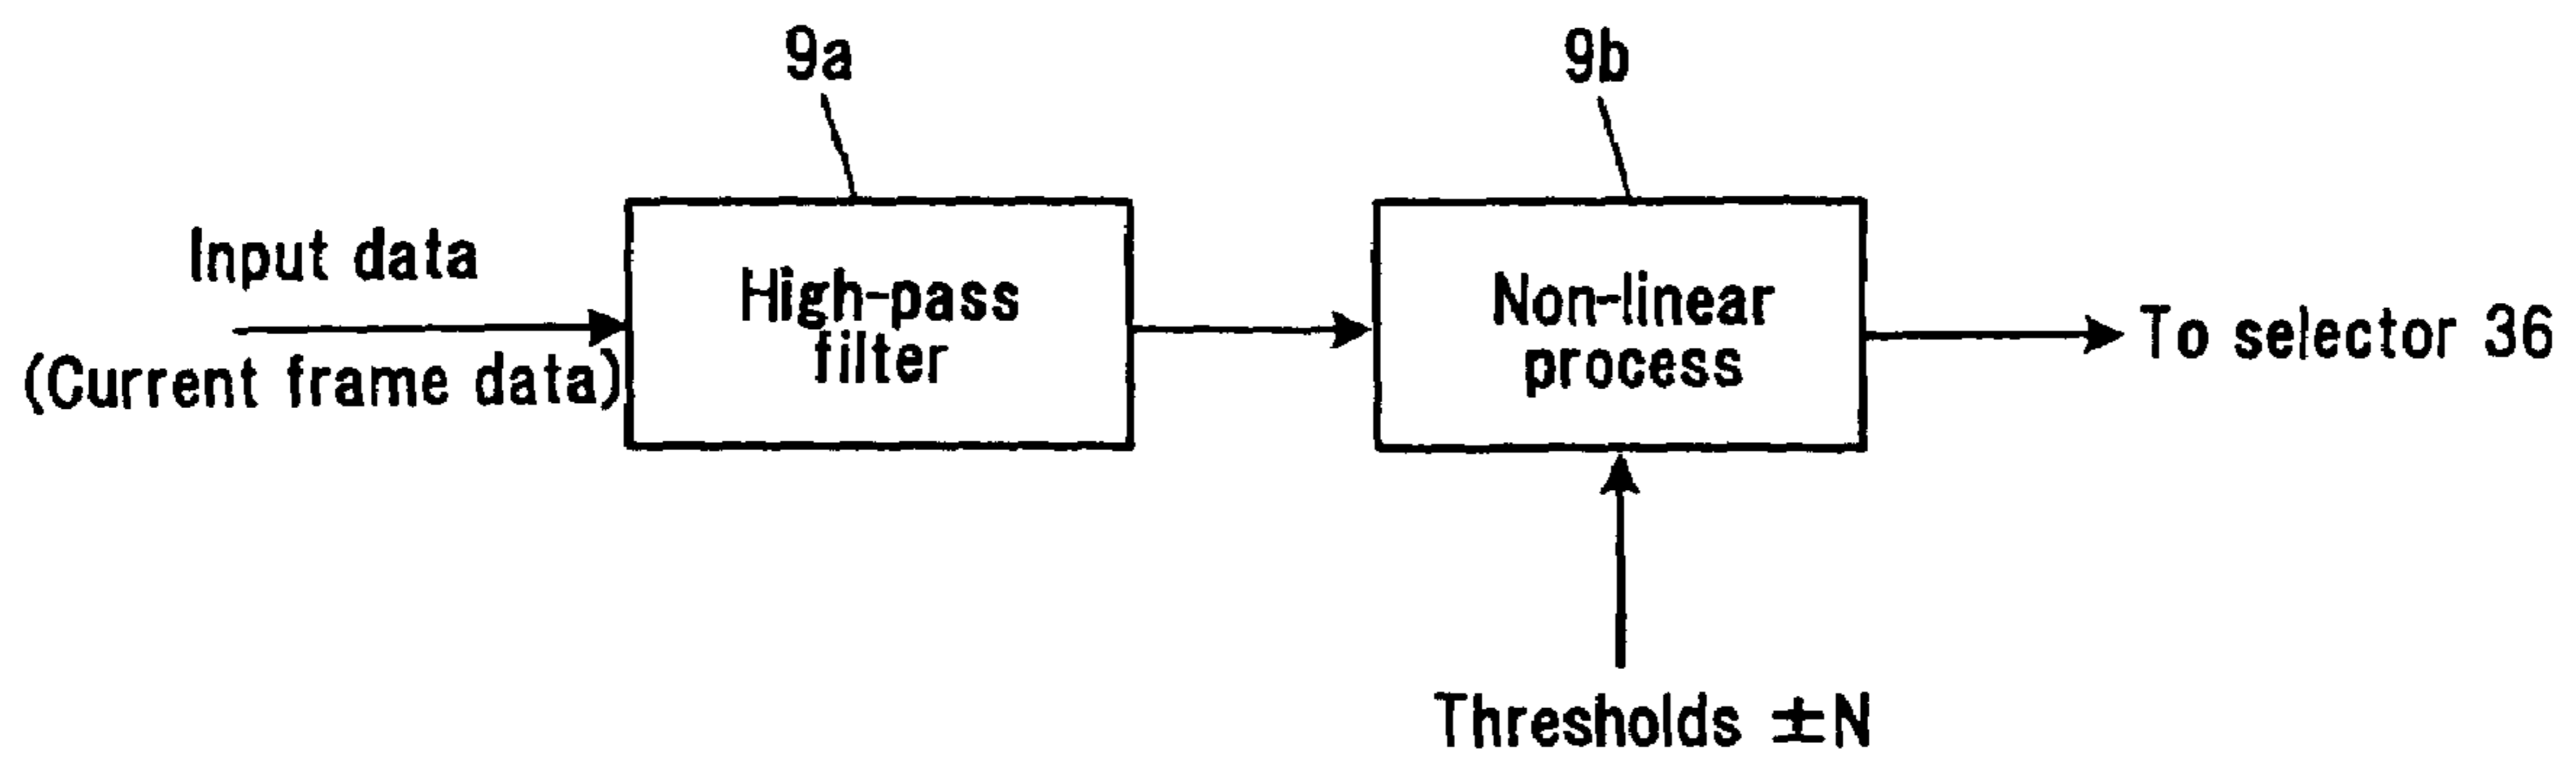 9a
9b
Input data
(Current frame data)
High-pass
filter
Non-linear
process
To selector 36
Thresholds ±N